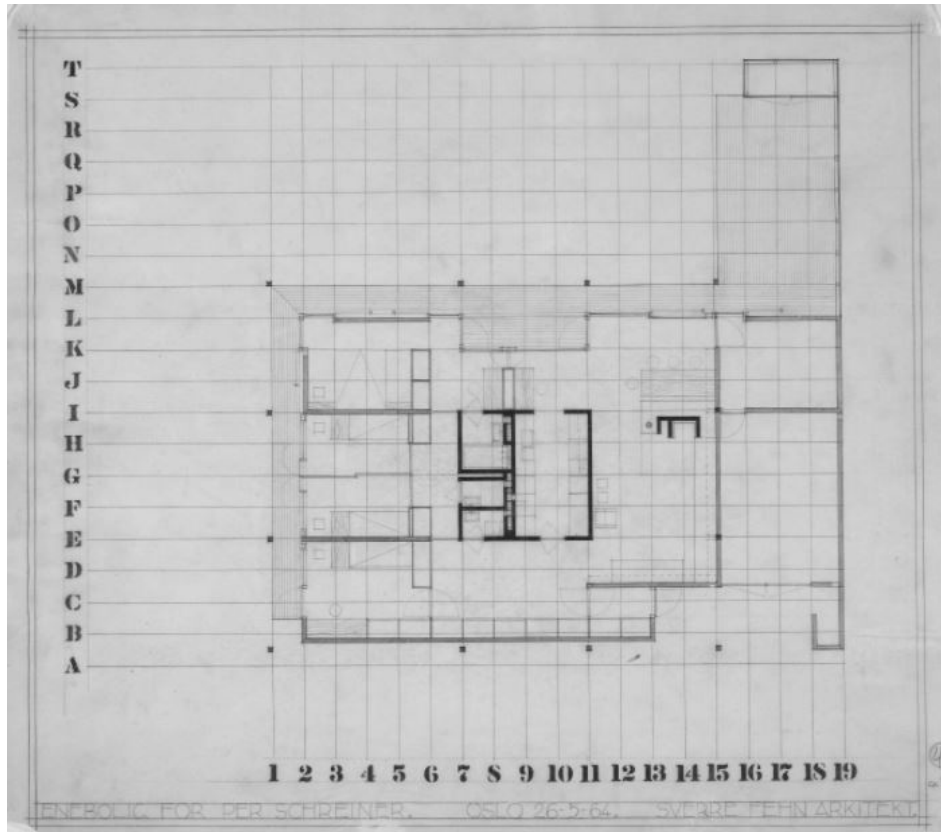 T
S
R
Q
P
O
N
M
L
K
J
I
H
G
F
E
D
C
B
A
1 2 3 4 5 6 7 8 9 10 11 12 13 14 15 16 17 18 19
ENEBOLIG FOR PER SCHREINER. OSLO 26-5-64. SVERRE FEHN ARKITEKT.